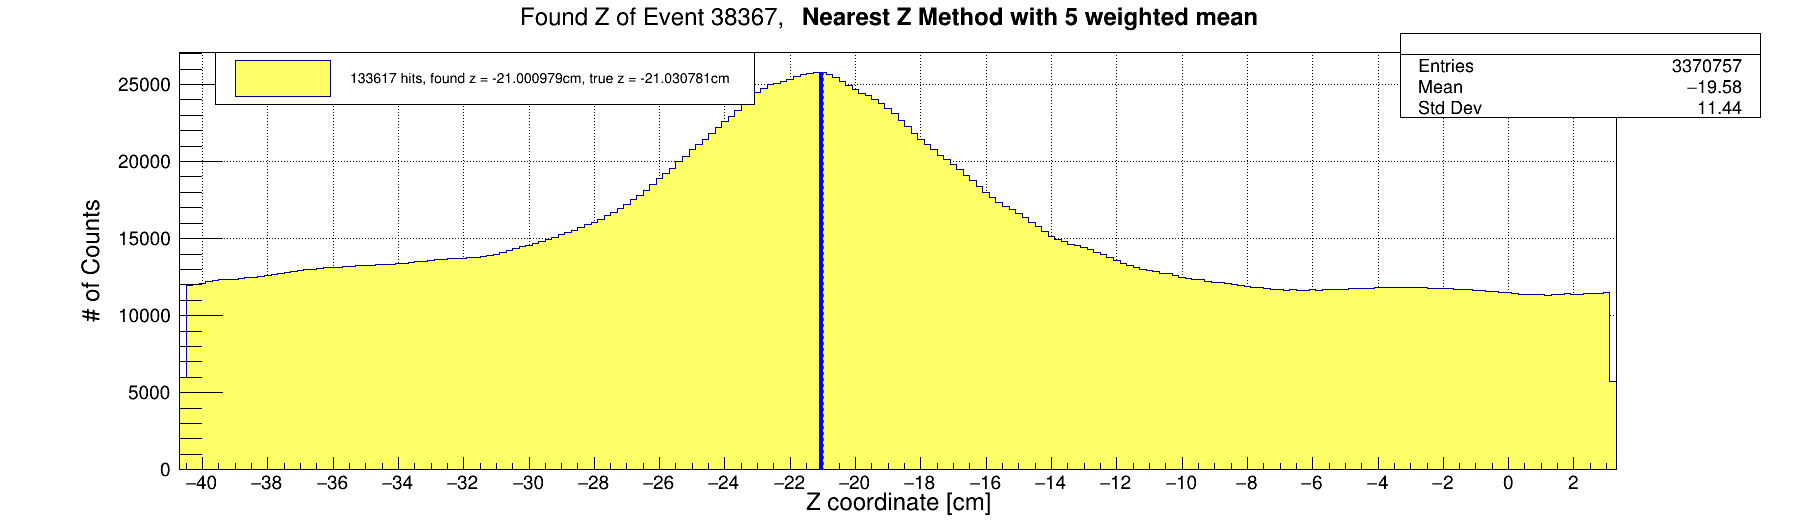 Found Z of Event 38367, Nearest Z Method with 5 weighted mean
133617 hits, found z = -21.000979cm, true z = -21.030781cm
Entries 3370757
Mean −19.58
Std Dev 11.44
25000
20000
15000
10000
5000
0
# of Counts
−40 −38 −36 −34 −32 −30 −28 −26 −24 −22 −20 −18 −16 −14 −12 −10 −8 −6 −4 −2 0 2
Z coordinate [cm]